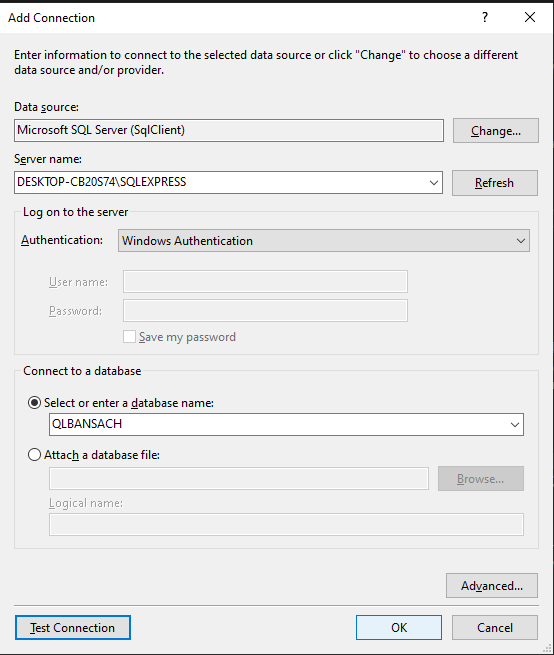 Add Connection
?
Enter information to connect to the selected data source or click "Change" to choose a different
data source and/or provider.
Data source:
Microsoft SQL Server (SqlClient)
Change...
Server name:
DESKTOP-CB20S74\SQLEXPRESS
Refresh
Log on to the server
Authentication:
Windows Authentication
User name:
Password:
Save my password
Connect to a database
Select or enter a database name:
QLBANSACH
Attach a database file:
Browse...
Logical name:
Advanced...
Test Connection
OK
Cancel